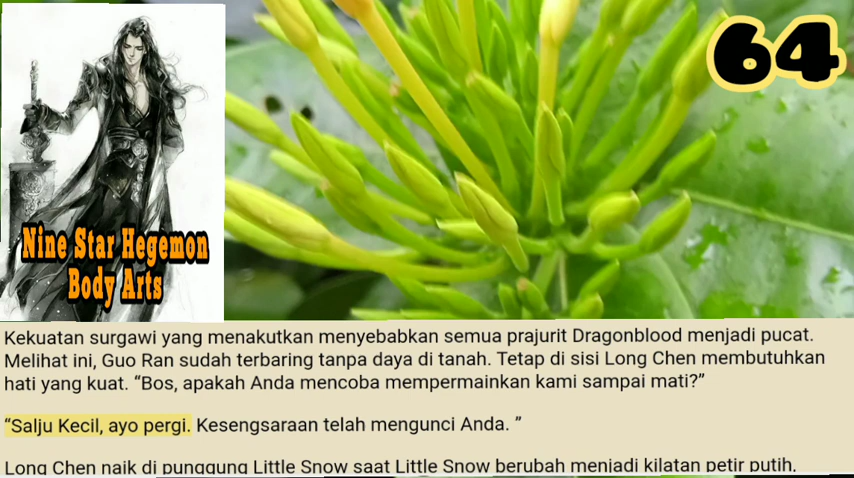 64
Nine Star Hegemon
Body Arts
Kekuatan surgawi yang menakutkan menyebabkan semua prajurit Dragonblood menjadi pucat.
Melihat ini, Guo Ran sudah terbaring tanpa daya di tanah. Tetap di sisi Long Chen membutuhkan
hati yang kuat. “Bos, apakah Anda mencoba mempermainkan kami sampai mati?”
“Salju Kecil, ayo pergi. Kesengsaraan telah mengunci Anda. ”
Long Chen naik di punggung Little Snow saat Little Snow berubah menjadi kilatan petir putih.